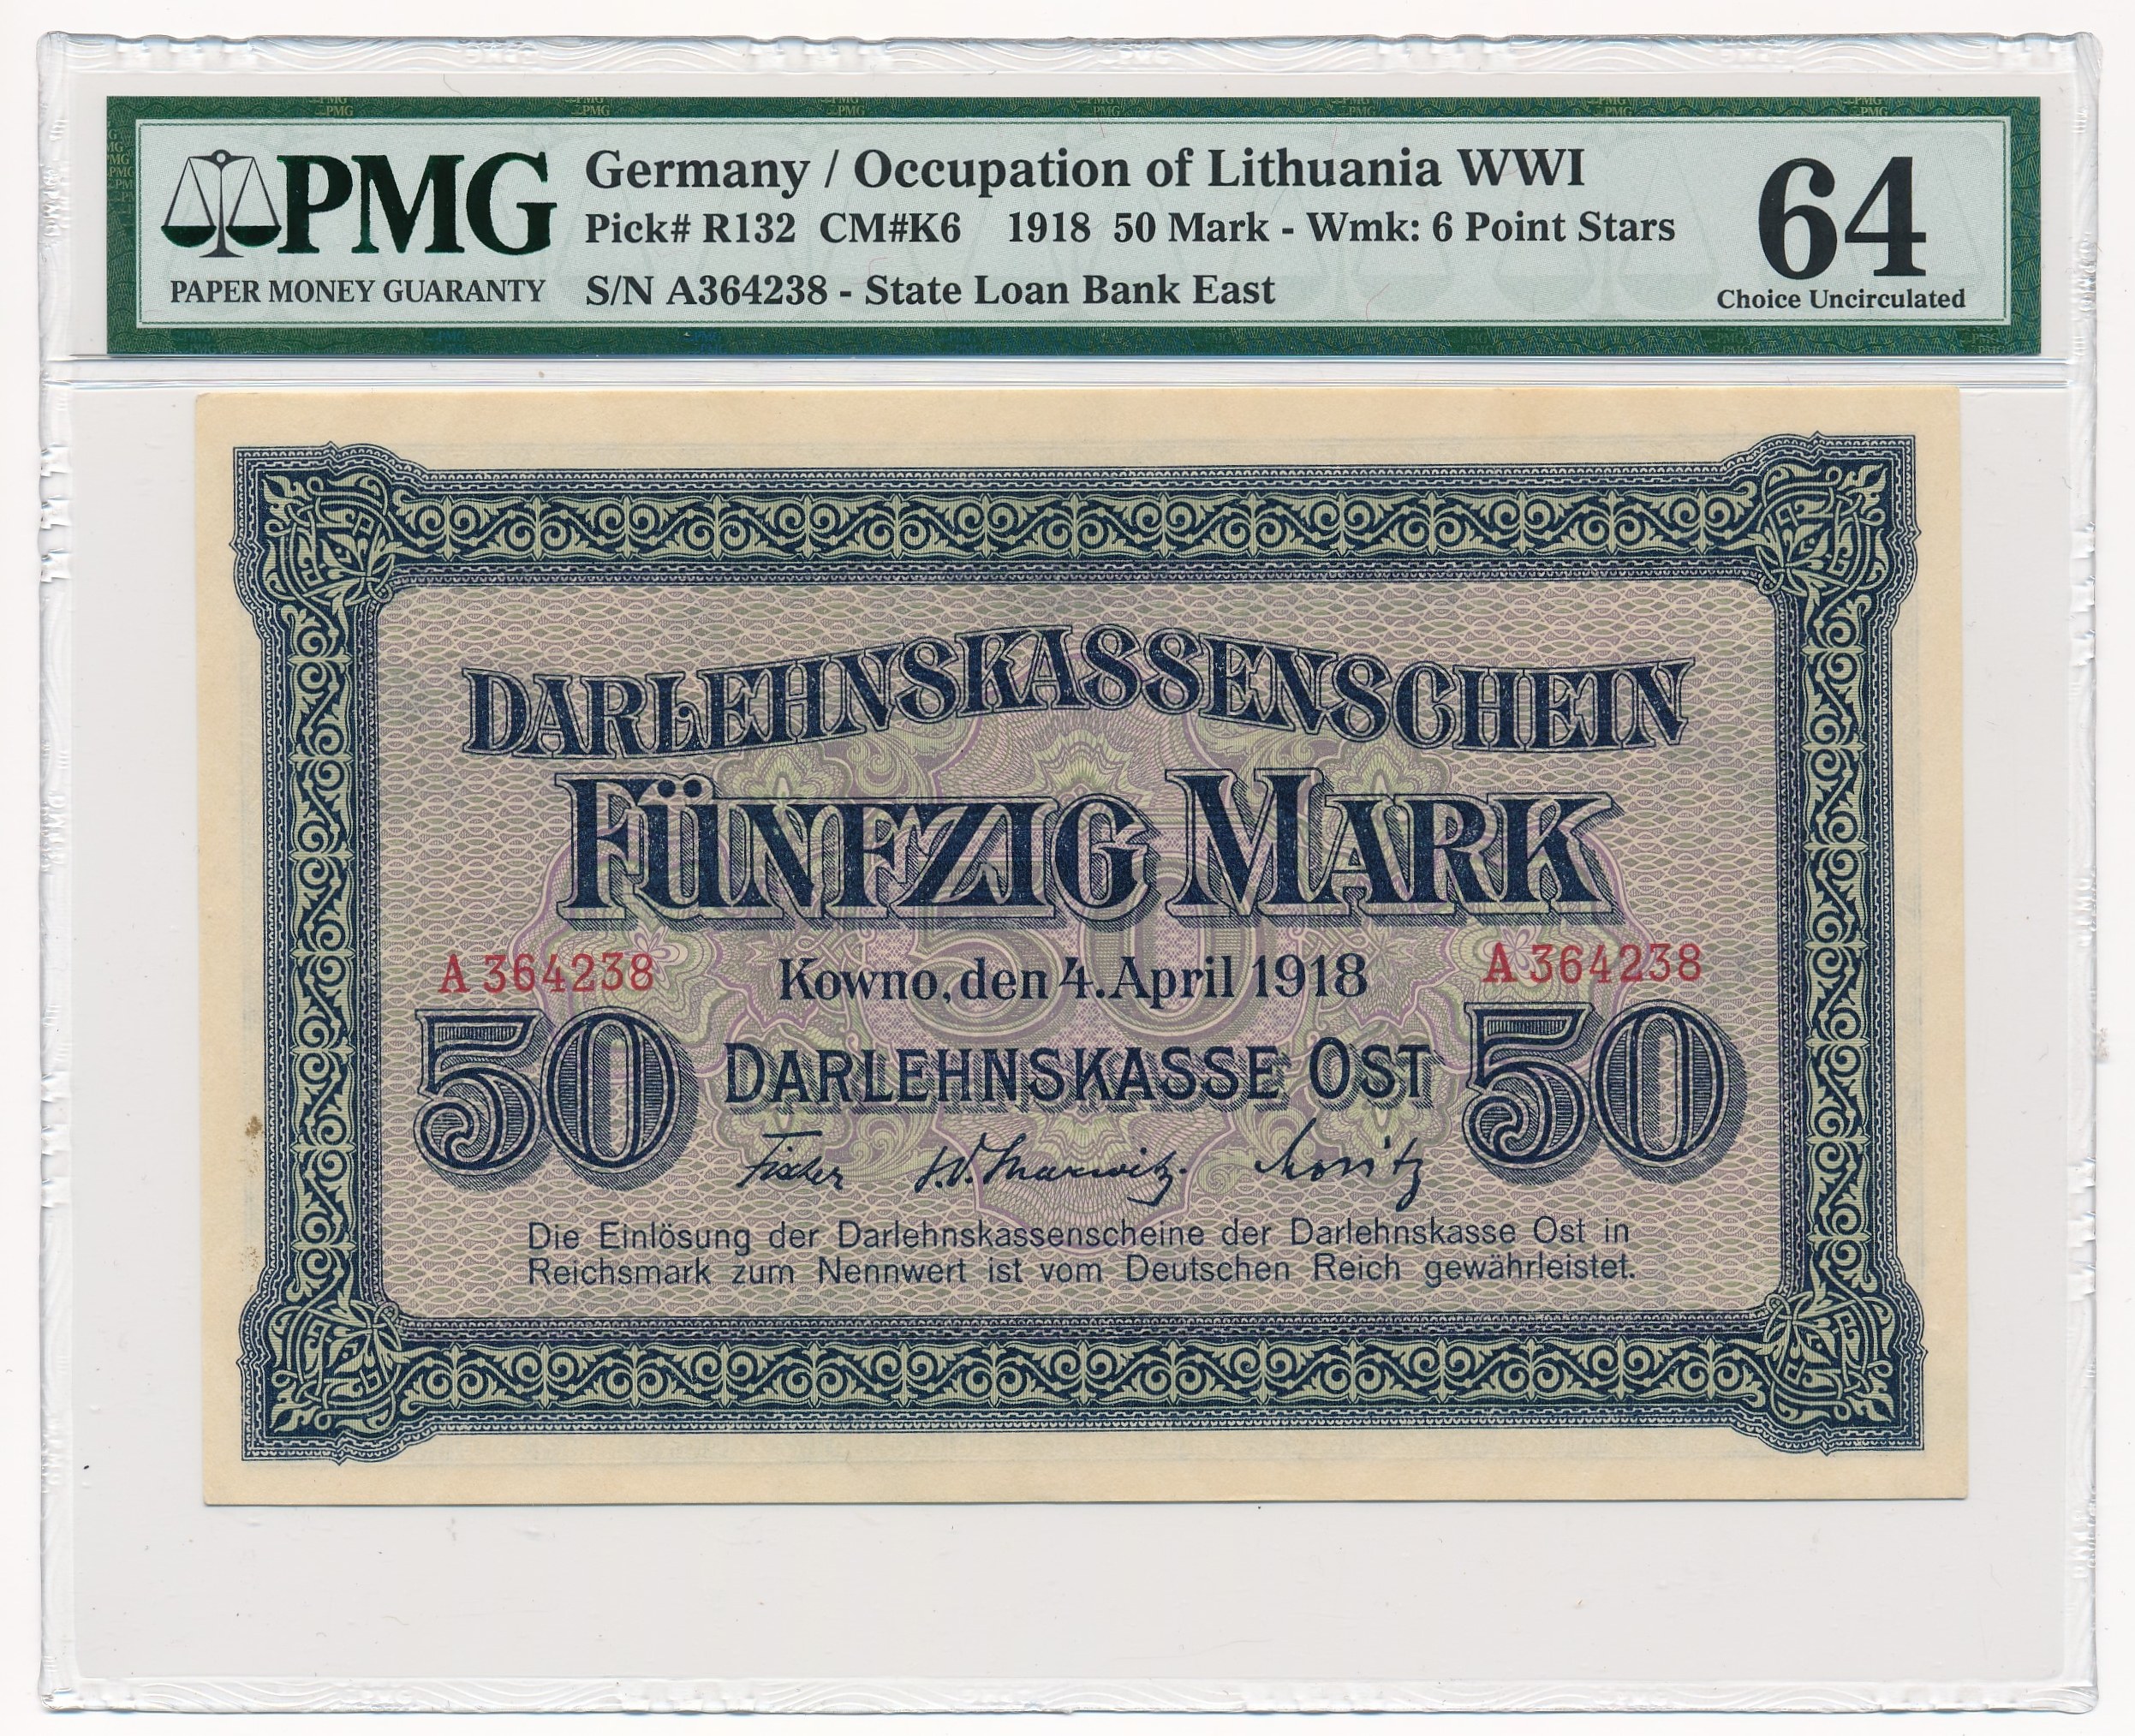 PMG
PAPER MONEY GUARANTY
Germany / Occupation of Lithuania WWI
Pick# R132 CM#K6 1918 50 Mark - Wmk: 6 Point Stars
S/N A364238 - State Loan Bank East
64
Choice Uncirculated
DARLEHNSKASSENSCHEIN
FÜNFZIG MARK
50
A 364238
Kowno, den 4. April 1918
A 364238
50 DARLEHNSKASSE OST 50
Fischer
Die Einlösung der Darlehnskassenscheine der Darlehnskasse Ost in
Reichsmark zum Nennwert ist vom Deutschen Reich gewährleistet.